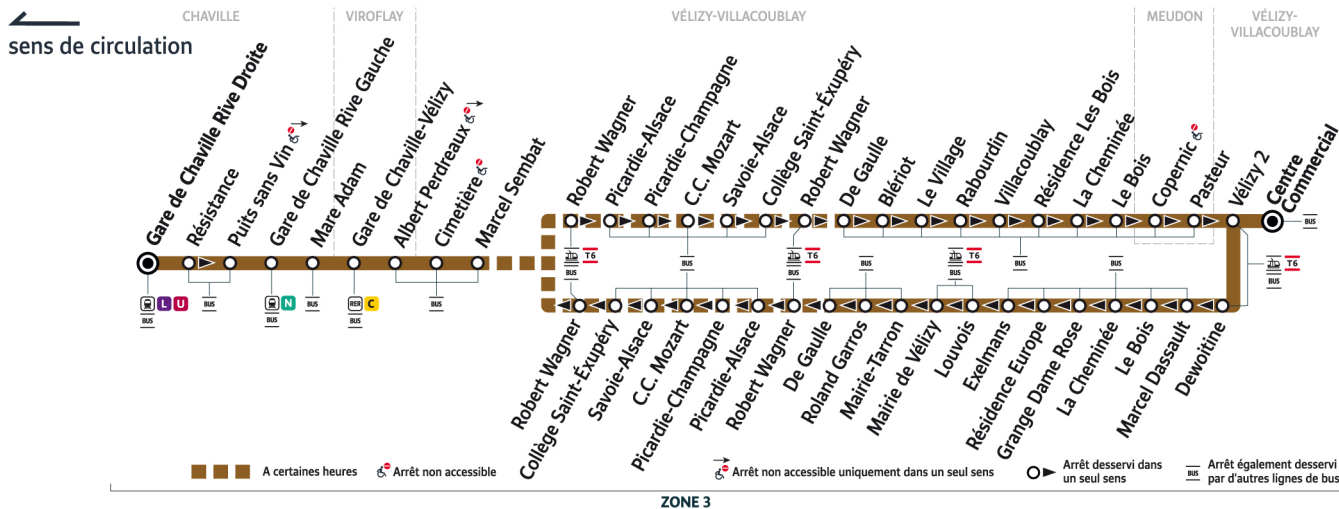 CHAVILLE
VIROFLAY
VÉLIZY-VILLACOUBLAY
MEUDON
VÉLIZY-
VILLACOUBLAY
sens de circulation
Gare de Chaville Rive Droite
Résistance
Puits sans Vin
Gare de Chaville Rive Gauche
Mare Adam
Gare de Chaville-Vélizy
Albert Perdreaux
Cimetière
Marcel Sembat
Robert Wagner
Picardie-Alsace
Picardie-Champagne
C.C. Mozart
Savoie-Alsace
Collège Saint-Éxupéry
Robert Wagner
De Gaulle
Blériot
Le Village
Rabourdin
Villacoublay
Résidence Les Bois
La Cheminée
Le Bois
Copernic
Pasteur
Vélizy 2
Centre
Commercial
BUS
T6
BUS
BUS
T6
BUS
T6
BUS
BUS
BUS
T6
BUS
L U
BUS
BUS
N
BUS
BUS
RER C
BUS
BUS
Robert Wagner
Collège Saint-Exupéry
Savoie-Alsace
C.C. Mozart
Picardie-Champagne
Picardie-Alsace
Robert Wagner
De Gaulle
Roland Garros
Mairie-Tarron
Mairie de Vélizy
Louvois
Exelmans
Résidence Europe
Grange Dame Rose
La Cheminée
Le Bois
Marcel Dassault
Dewoitine
A certaines heures
Arrêt non accessible
Arrêt non accessible uniquement dans un seul sens
Arrêt desservi dans
un seul sens
BUS
Arrêt également desservi
par d'autres lignes de bus
ZONE 3